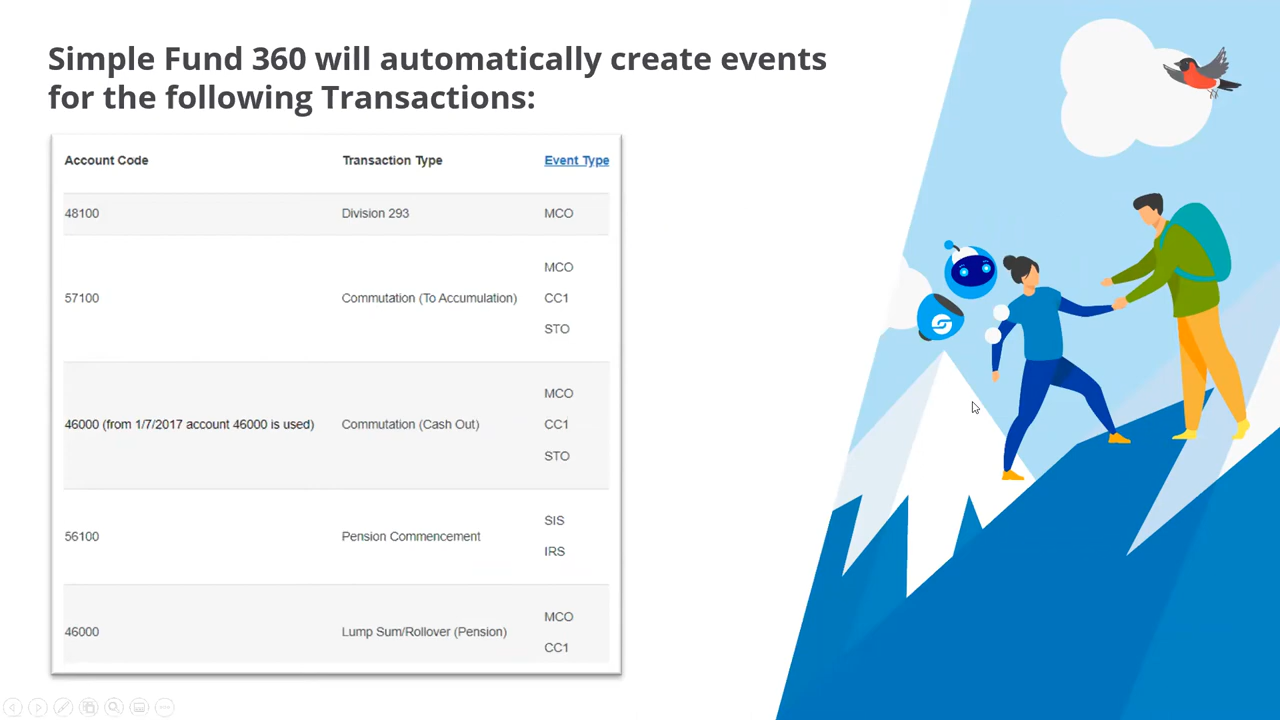 Simple Fund 360 will automatically create events
for the following Transactions:
Account Code Transaction Type Event Type
48100 Division 293 MCO
MCO
57100 Commutation (To Accumulation) CC1
STO
MCO
46000 (from 1/7/2017 account 46000 is used) Commutation (Cash Out) CC1
STO
SIS
56100 Pension Commencement
IRS
MCO
46000 Lump Sum/Rollover (Pension)
CC1